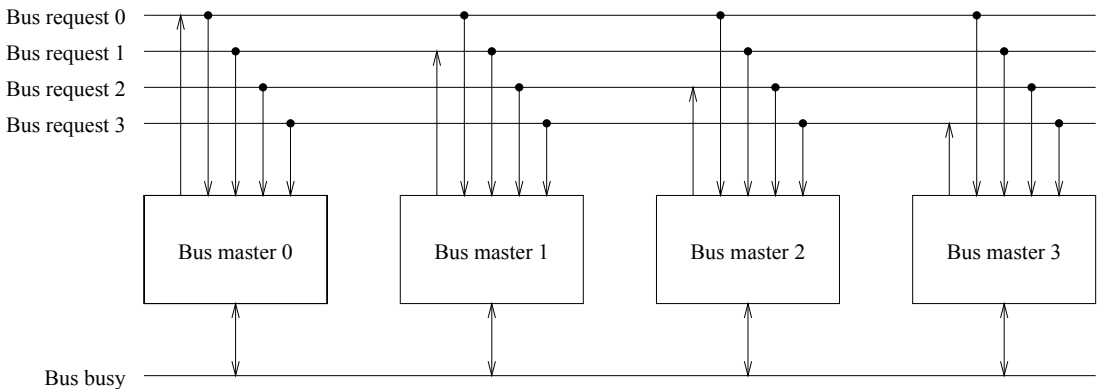 Bus request 0
Bus request 1
Bus request 2
Bus request 3
Bus master 0
Bus master 1
Bus master 2
Bus master 3
Bus busy